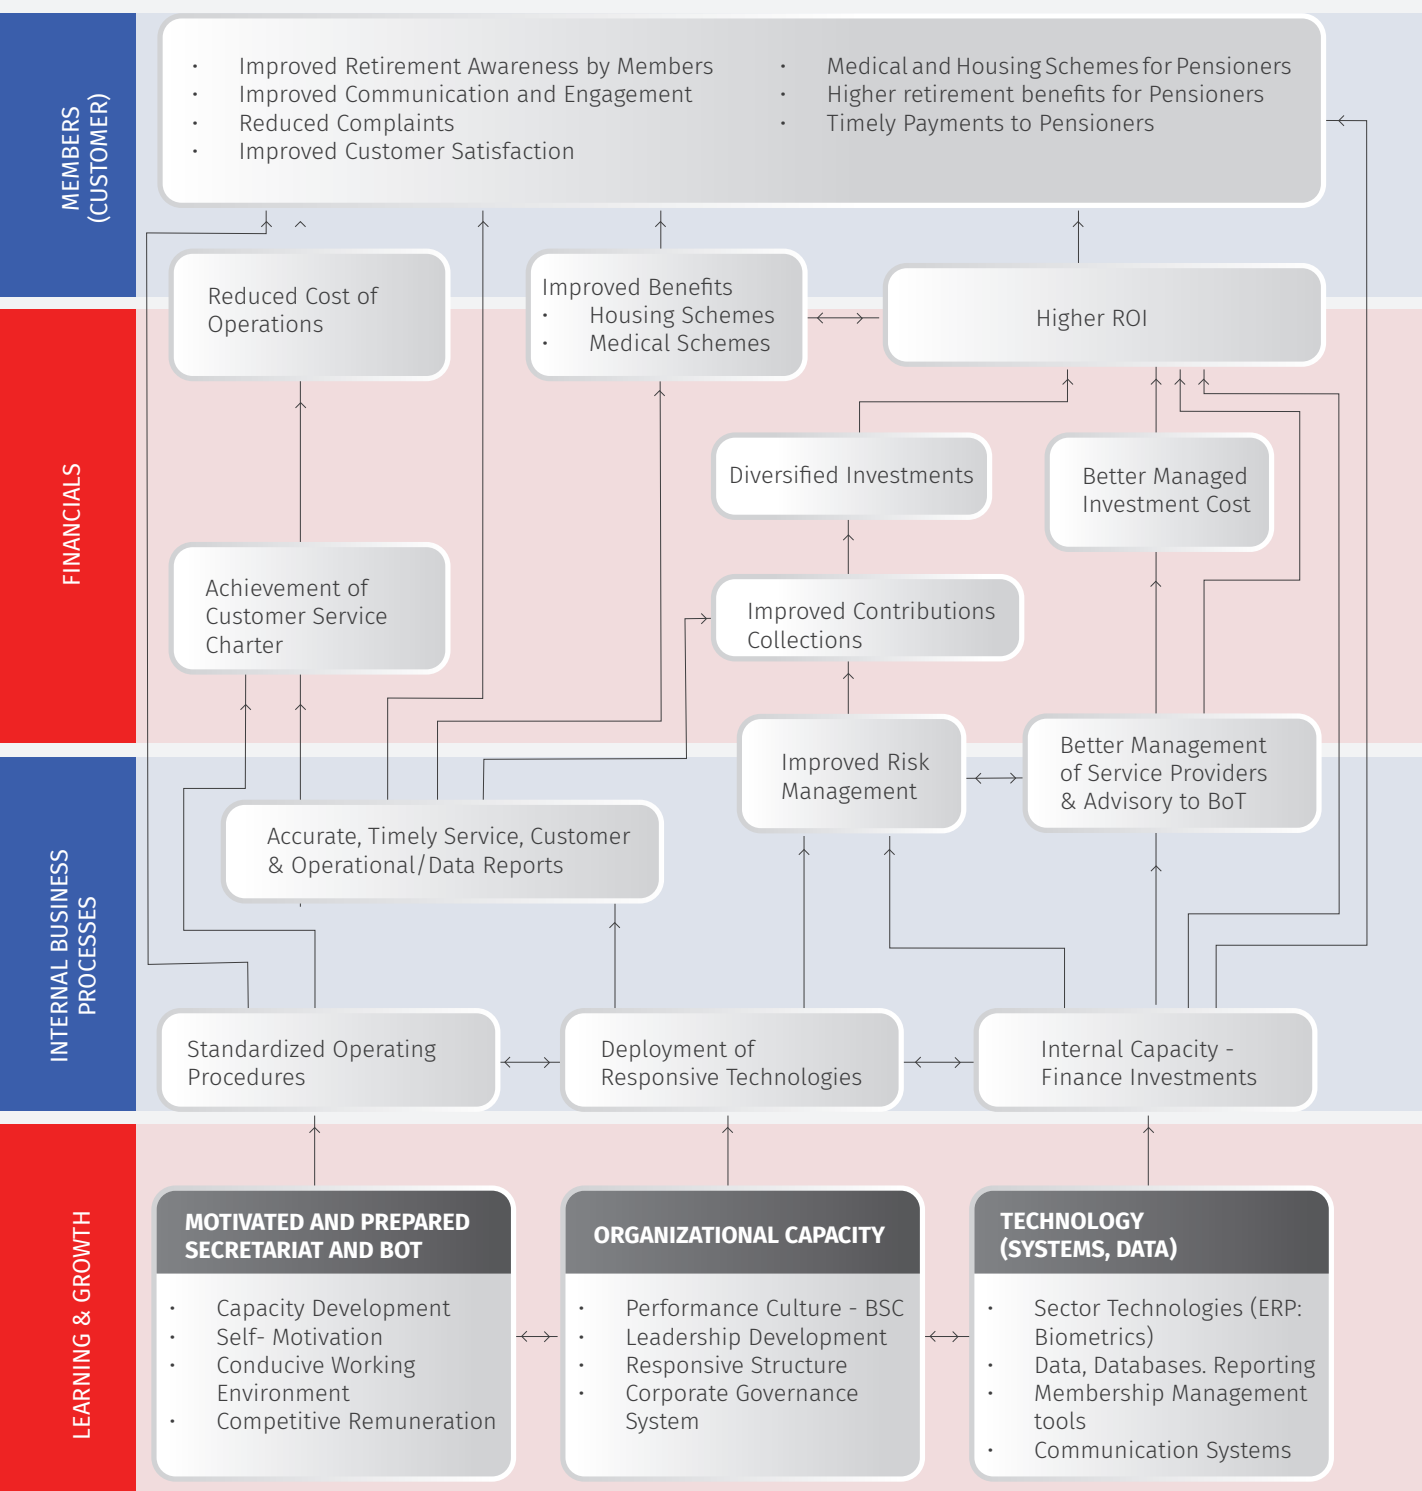 MEMBERS
(CUSTOMER)
Improved Retirement Awareness by Members
Improved Communication and Engagement
Reduced Complaints
Improved Customer Satisfaction
Medical and Housing Schemes for Pensioners
Higher retirement benefits for Pensioners
Timely Payments to Pensioners
Reduced Cost of
Operations
Improved Benefits
Housing Schemes
Medical Schemes
Higher ROI
FINANCIALS
Diversified Investments
Better Managed
Investment Cost
Achievement of
Customer Service
Charter
Improved Contributions
Collections
Improved Risk
Management
Better Management
of Service Providers
& Advisory to BoT
INTERNAL BUSINESS
PROCESSES
Accurate, Timely Service, Customer
& Operational/Data Reports
Standardized Operating
Procedures
Deployment of
Responsive Technologies
Internal Capacity -
Finance Investments
LEARNING & GROWTH
MOTIVATED AND PREPARED
SECRETARIAT AND BOT
Capacity Development
Self- Motivation
Conducive Working
Environment
Competitive Remuneration
ORGANIZATIONAL CAPACITY
Performance Culture - BSC
Leadership Development
Responsive Structure
Corporate Governance
System
TECHNOLOGY
(SYSTEMS, DATA)
Sector Technologies (ERP:
Biometrics)
Data, Databases. Reporting
Membership Management
tools
Communication Systems